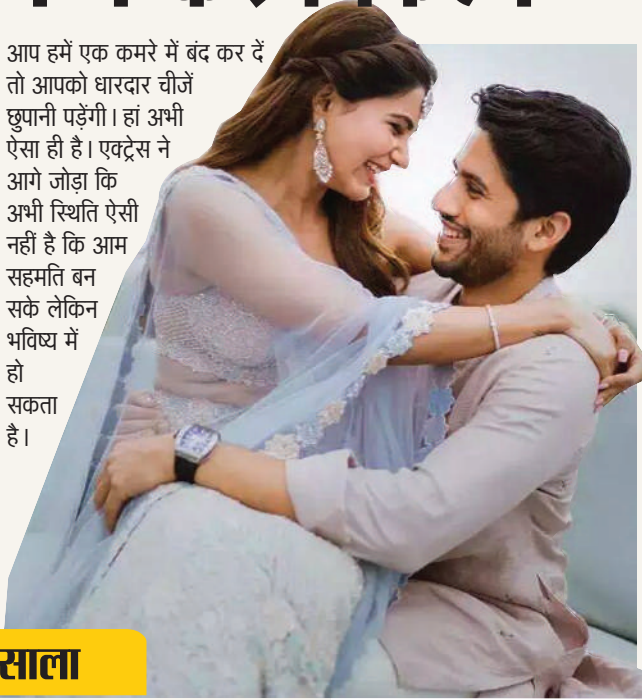 आप हमें एक कमरे में बंद कर दें
तो आपको धारदार चीजें
छुपानी पड़ेंगी। हां अभी
ऐसा ही है। एक्ट्रेस ने
आगे जोड़ा कि
अभी स्थिति ऐसी
नहीं है कि आम
सहमति बन
सके लेकिन
भविष्य में
हो
सकता
है।
साला